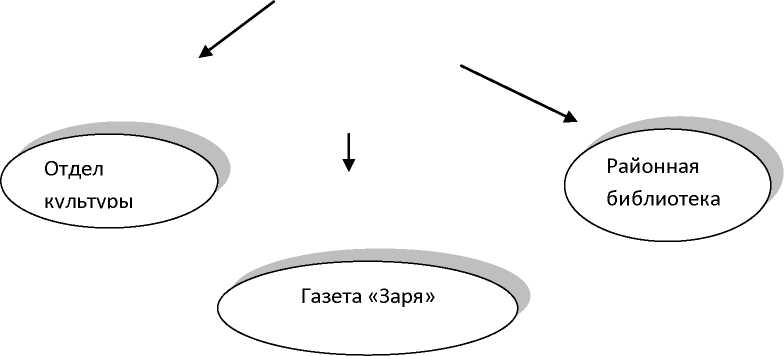 Отдел
культуры
Районная
библиотека
Газета «Заря»